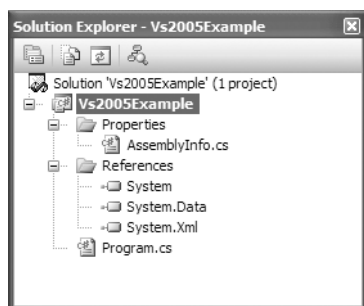 Solution Explorer - Vs2005Example
Solution 'Vs2005Example' (1 project)
Vs2005Example
Properties
AssemblyInfo.cs
References
System
System.Data
System.Xml
Program.cs